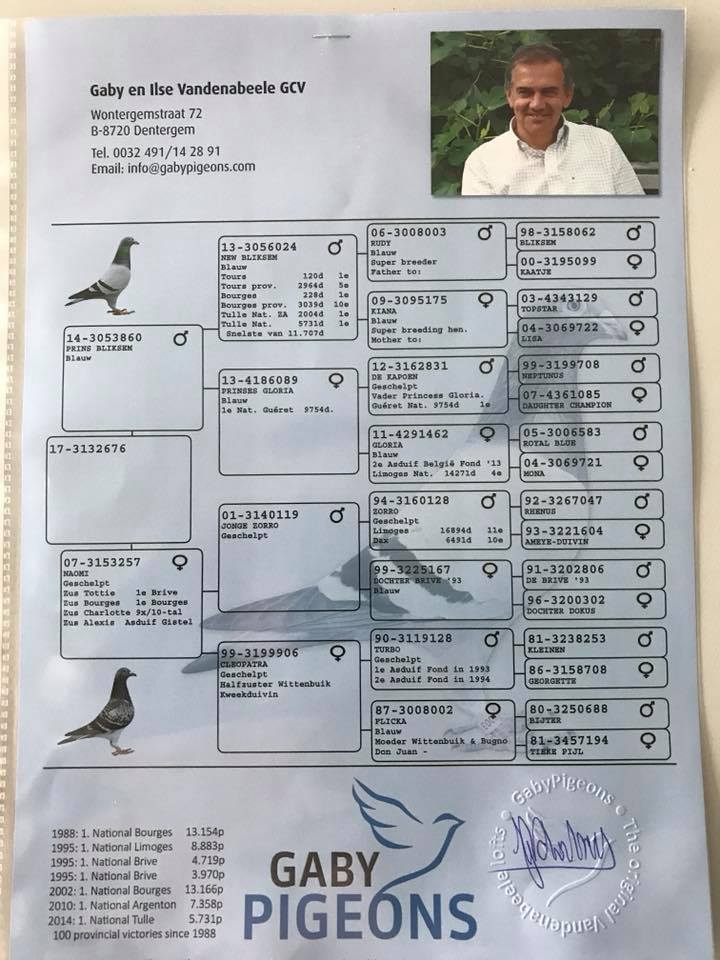 Gaby en Ilse Vandenabeele GCV
Wontergemstraat 72
B-8720 Dentergem
Tel. 0032 491/14 28 91
Email: info@gabypigeons.com
14-3053860 ♂
PRINS BLIKSEM
Blauw
17-3132676
07-3153257 ♀
NAOMI
Geschelpt
Zus Tottie 1e Brive
Zus Bourges 1e Bourges
Zus Charlotte 9x/10-tal
Zus Alexis Asduif Gistel
13-3056024 ♂
NEW BLIKSEM
Blauw
Tours 120d 1e
Tours prov. 2964d 5e
Bourges 228d 1e
Bourges prov. 3039d 10e
Tulle Nat. ZA 2004d 1e
Tulle Nat. 5731d 1e
Snelste van 11.707d
13-4186089 ♀
PRINSES GLORIA
Blauw
1e Nat. Guéret 9754d.
01-3140119 ♂
JONGE ZORRO
Geschelpt
99-3199906 ♀
CLEOPATRA
Geschelpt
Halfzuster Wittenbuik
Kweekduivin
06-3008003 ♂
RUDY
Blauw
Super breeder
Father to:
09-3095175 ♀
KIANA
Blauw
Super breeding hen.
Mother to:
12-3162831 ♂
DE KAPOEN
Geschelpt
Vader Princess Gloria.
Guéret Nat. 9754d 1e
11-4291462 ♀
GLORIA
Blauw
2e Asduif België Fond '13
Limoges Nat. 14271d 4e
94-3160128 ♂
ZORRO
Geschelpt
Limoges 16894d 11e
Dax 6491d 10e
99-3225167 ♀
DOCHTER BRIVE '93
Blauw
90-3119128 ♂
TURBO
Geschelpt
1e Asduif Fond in 1993
2e Asduif Fond in 1994
87-3008002 ♀
FLICKA
Blauw
Moeder Wittenbuik & Bugno
Don Juan -
98-3158062 ♂
BLIKSEM
00-3195099 ♀
KAATJE
03-4343129 ♂
TOPSTAR
04-3069722 ♀
LISA
99-3199708 ♂
NEPTUNUS
07-4361085 ♀
DAUGHTER CHAMPION
05-3006583 ♂
ROYAL BLUE
04-3069721 ♀
MONA
92-3267047 ♂
RHENUS
93-3221604 ♀
AMEYE-DUIVIN
91-3202806 ♂
DE BRIVE '93
96-3200302 ♀
DOCHTER DOKUS
81-3238253 ♂
KLEINEN
86-3158708 ♀
GEORGETTE
80-3250688 ♂
BIJTER
81-3457194 ♀
TIEKE PIJL
1988: 1. National Bourges 13.154p
1995: 1. National Limoges 8.883p
1995: 1. National Brive 4.719p
1995: 1. National Brive 3.970p
2002: 1. National Bourges 13.166p
2010: 1. National Argenton 7.358p
2014: 1. National Tulle 5.731p
100 provincial victories since 1988
GABY
PIGEONS
GabyPigeons • The original Vandenabeele lofts •